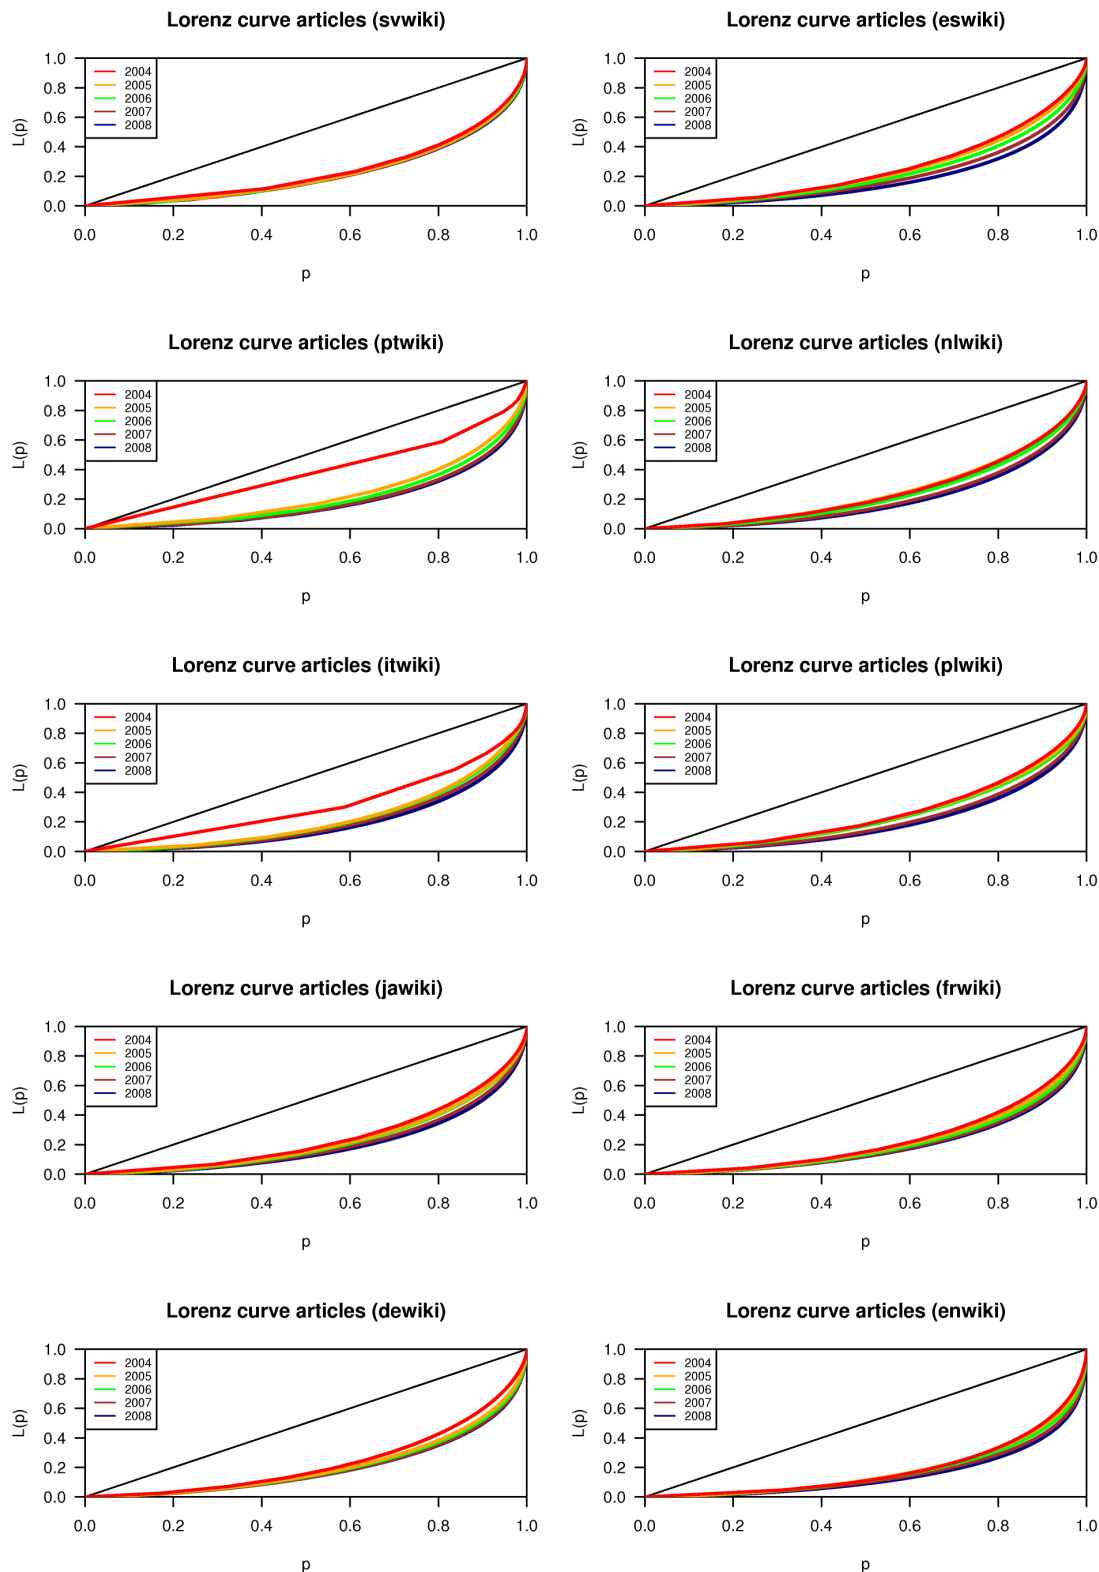 Lorenz curve articles (svwiki)
L(p)
1.0
0.8
0.6
0.4
0.2
0.0
2004
2005
2006
2007
2008
0.0 0.2 0.4 0.6 0.8 1.0
p
Lorenz curve articles (eswiki)
L(p)
1.0
0.8
0.6
0.4
0.2
0.0
2004
2005
2006
2007
2008
0.0 0.2 0.4 0.6 0.8 1.0
p
Lorenz curve articles (ptwiki)
L(p)
1.0
0.8
0.6
0.4
0.2
0.0
2004
2005
2006
2007
2008
0.0 0.2 0.4 0.6 0.8 1.0
p
Lorenz curve articles (nlwiki)
L(p)
1.0
0.8
0.6
0.4
0.2
0.0
2004
2005
2006
2007
2008
0.0 0.2 0.4 0.6 0.8 1.0
p
Lorenz curve articles (itwiki)
L(p)
1.0
0.8
0.6
0.4
0.2
0.0
2004
2005
2006
2007
2008
0.0 0.2 0.4 0.6 0.8 1.0
p
Lorenz curve articles (plwiki)
L(p)
1.0
0.8
0.6
0.4
0.2
0.0
2004
2005
2006
2007
2008
0.0 0.2 0.4 0.6 0.8 1.0
p
Lorenz curve articles (jawiki)
L(p)
1.0
0.8
0.6
0.4
0.2
0.0
2004
2005
2006
2007
2008
0.0 0.2 0.4 0.6 0.8 1.0
p
Lorenz curve articles (frwiki)
L(p)
1.0
0.8
0.6
0.4
0.2
0.0
2004
2005
2006
2007
2008
0.0 0.2 0.4 0.6 0.8 1.0
p
Lorenz curve articles (dewiki)
L(p)
1.0
0.8
0.6
0.4
0.2
0.0
2004
2005
2006
2007
2008
0.0 0.2 0.4 0.6 0.8 1.0
p
Lorenz curve articles (enwiki)
L(p)
1.0
0.8
0.6
0.4
0.2
0.0
2004
2005
2006
2007
2008
0.0 0.2 0.4 0.6 0.8 1.0
p